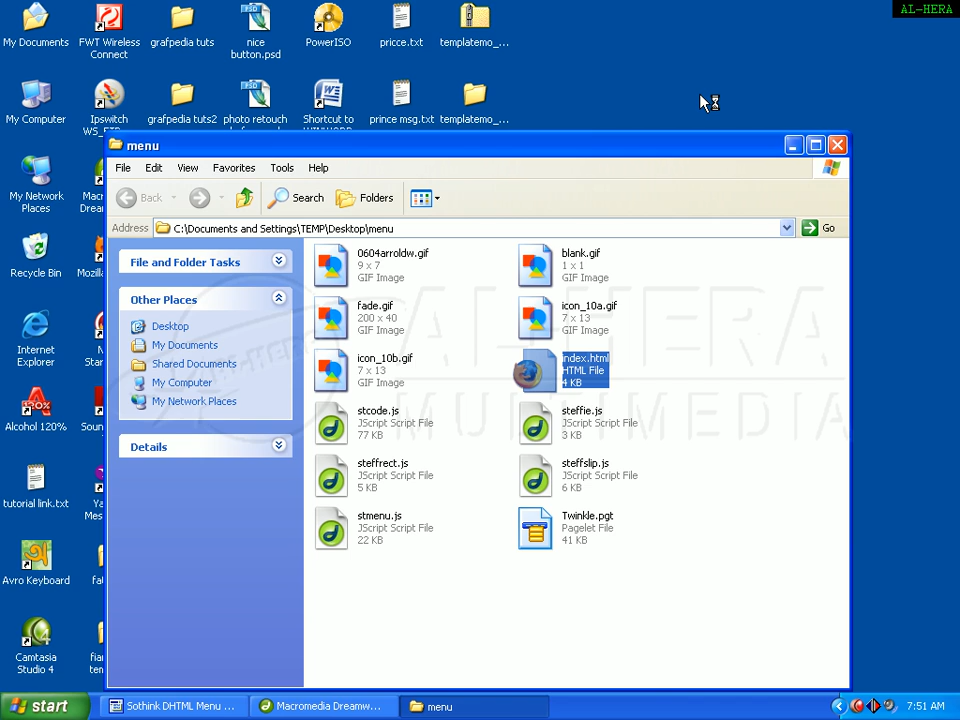 AL-HERA
My Documents
FWT Wireless
Connect
grafpedia tuts
nice
button.psd
PowerISO
pricce.txt
templatemo_...
My Computer
Ipswitch
grafpedia tuts2
photo retouch
Shortcut to
prince msg.txt
templatemo_...
menu
My Network
Places
Recycle Bin
Internet
Explorer
Alcohol 120%
tutorial link.txt
Avro Keyboard
Camtasia
Studio 4
File Edit View Favorites Tools Help
Back
Search
Folders
Address
C:\Documents and Settings\TEMP\Desktop\menu
Go
File and Folder Tasks
Other Places
Desktop
My Documents
Shared Documents
My Computer
My Network Places
Details
0604arroldw.gif
9 x 7
GIF Image
blank.gif
1 x 1
GIF Image
fade.gif
200 x 40
GIF Image
icon_10a.gif
7 x 13
GIF Image
icon_10b.gif
7 x 13
GIF Image
index.html
HTML File
4 KB
stcode.js
JScript Script File
77 KB
steffie.js
JScript Script File
3 KB
steffrect.js
JScript Script File
5 KB
steffslip.js
JScript Script File
6 KB
stmenu.js
JScript Script File
22 KB
Twinkle.pgt
Pagelet File
41 KB
AL-HERA
MULTIMEDIA
start
Sothink DHTML Menu ...
Macromedia Dreamw...
menu
7:51 AM